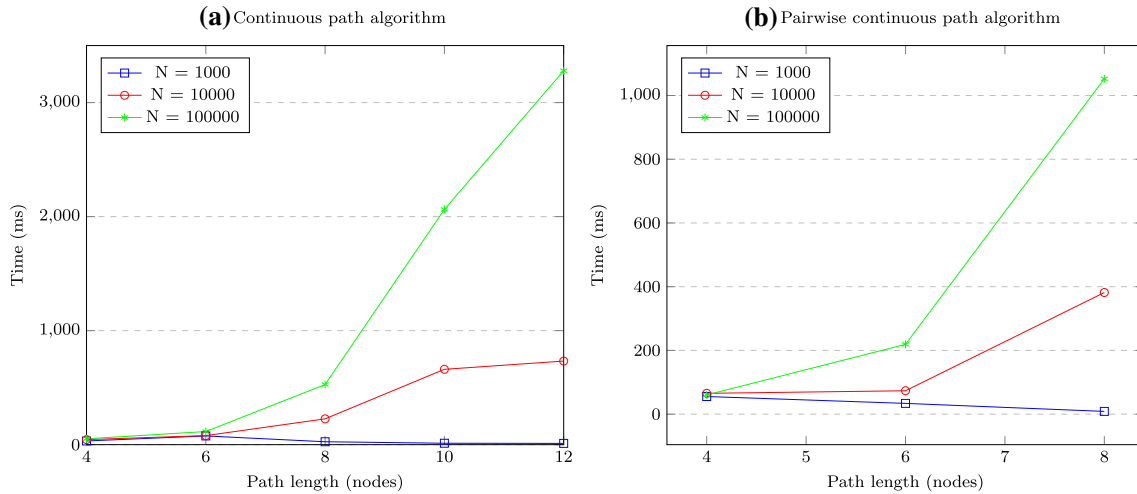 (a) Continuous path algorithm
N = 1000
N = 10000
N = 100000
3,000
2,000
1,000
0
Time (ms)
4 6 8 10 12
Path length (nodes)
(b) Pairwise continuous path algorithm
N = 1000
N = 10000
N = 100000
1,000
800
600
400
200
0
Time (ms)
4 5 6 7 8
Path length (nodes)